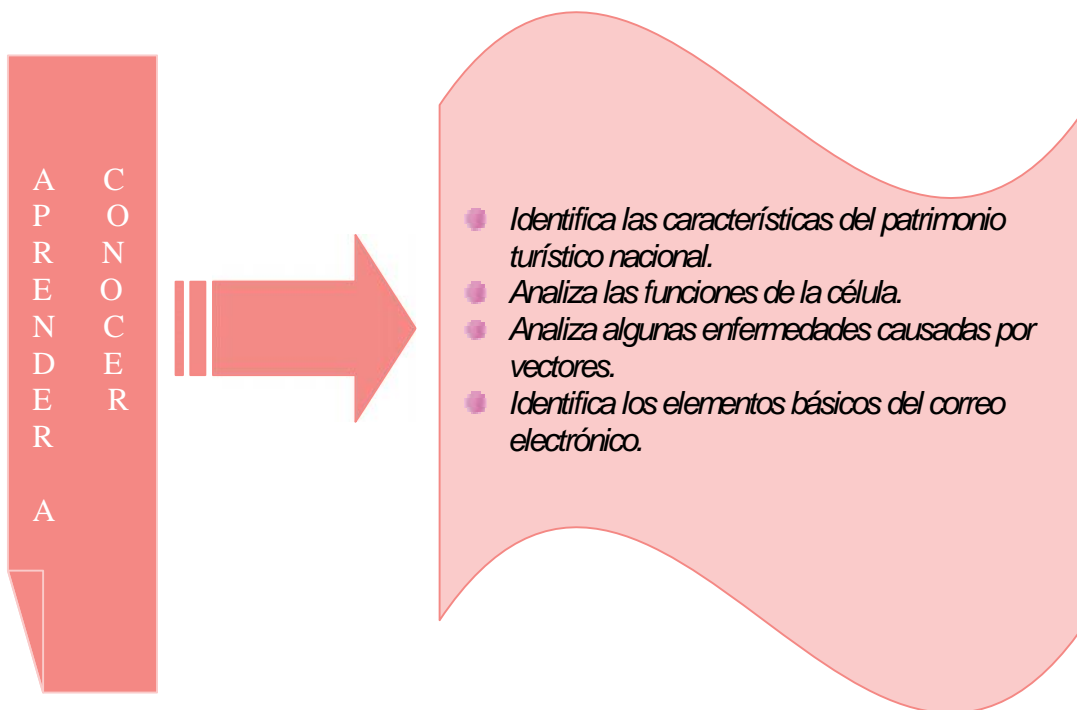 APRENDER A
CONOCER
Identifica las características del patrimonio
turístico nacional.
Analiza las funciones de la célula.
Analiza algunas enfermedades causadas por
vectores.
Identifica los elementos básicos del correo
electrónico.